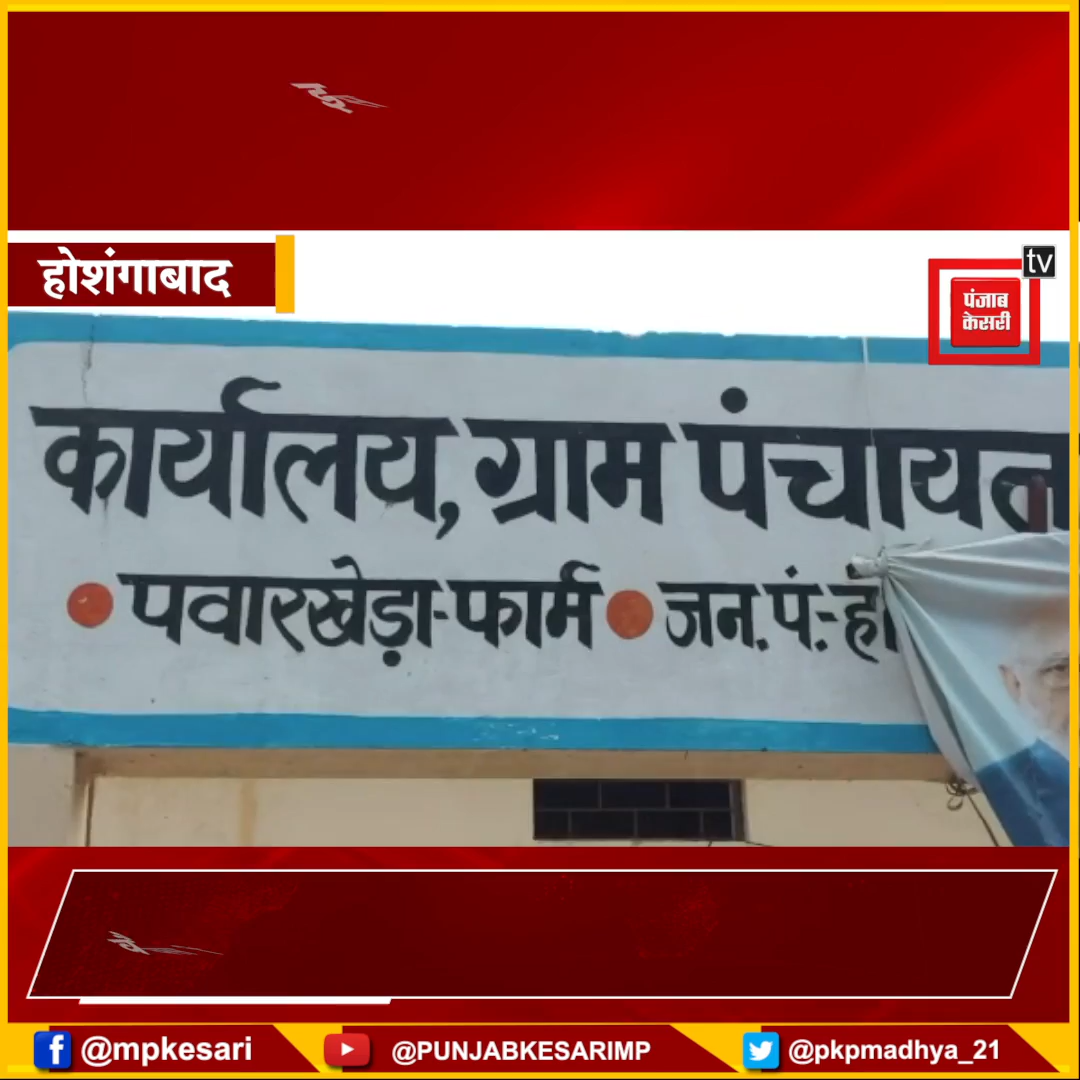 होशंगाबाद
tv
पंजाब
केसरी
कार्यालय, ग्राम पंचायत
• पवारखेड़ा-फार्म • जन. पं.-
@mpkesari
@PUNJABKESARIMP
@pkpmadhya_21